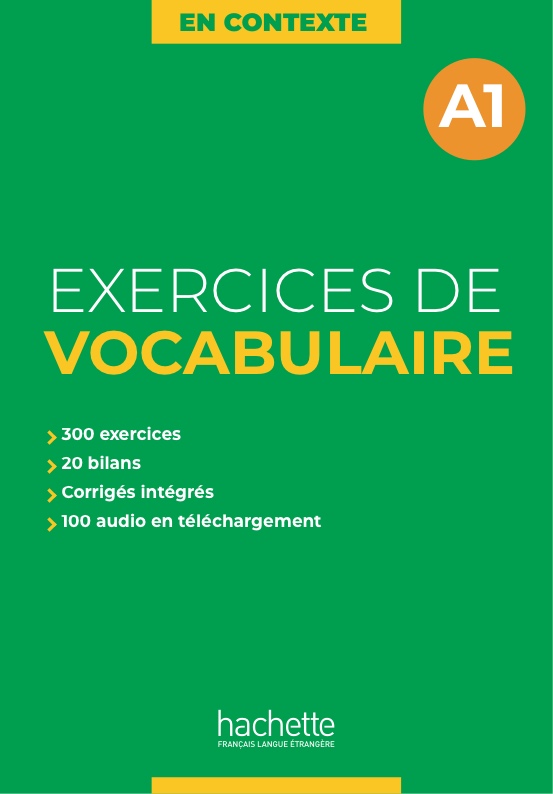 EN CONTEXTE
A1
EXERCICES DE
VOCABULAIRE
300 exercices
20 bilans
Corrigés intégrés
100 audio en téléchargement
hachette
FRANÇAIS LANGUE ÉTRANGÈRE